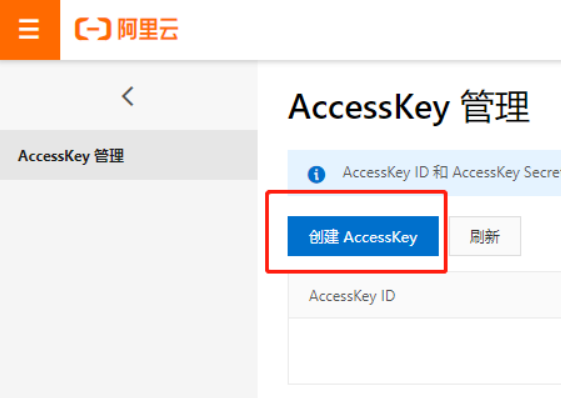 阿里云
AccessKey 管理
AccessKey 管理
AccessKey ID 和 AccessKey Secre
创建 AccessKey
刷新
AccessKey ID